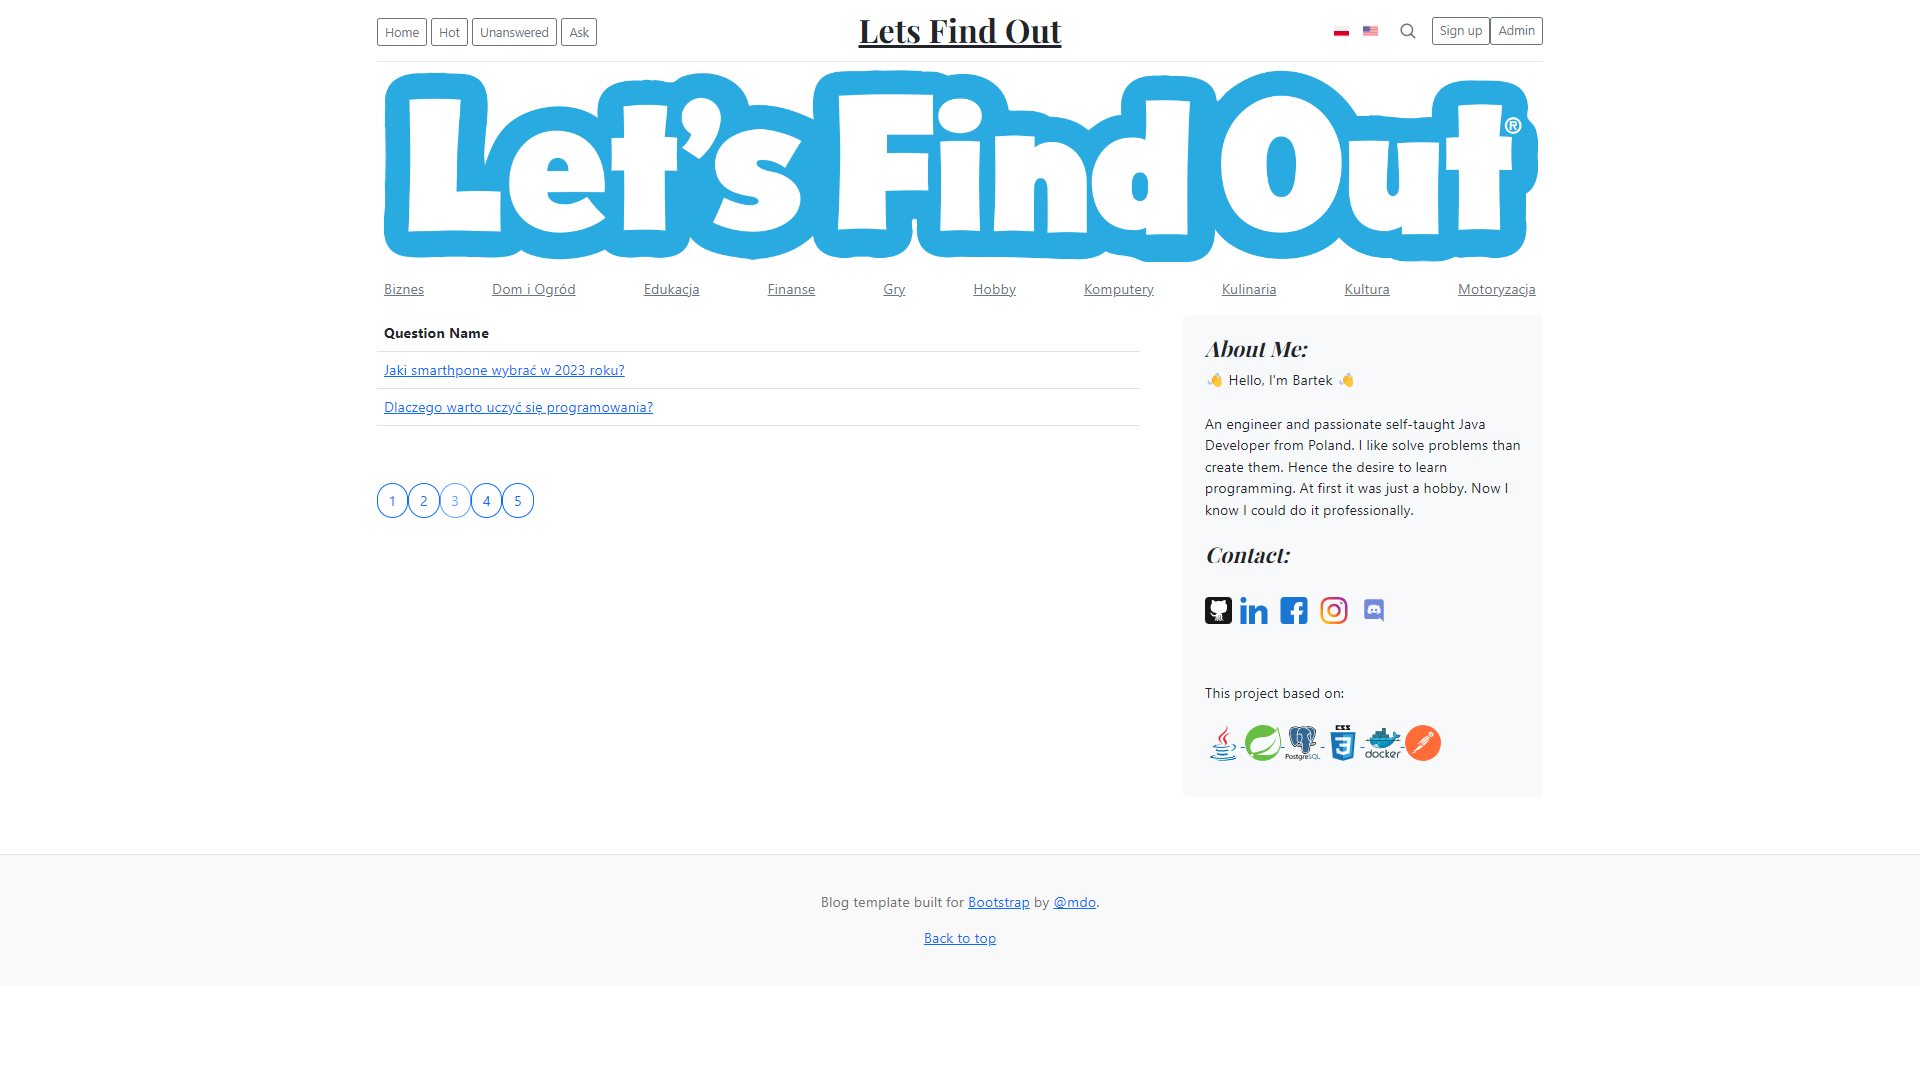 Home Hot Unanswered Ask Lets Find Out Sign up Admin
Let's Find Out®
Biznes Dom i Ogród Edukacja Finanse Gry Hobby Komputery Kulinaria Kultura Motoryzacja
Question Name
Jaki smarthpone wybrać w 2023 roku?
Dlaczego warto uczyć się programowania?
1 2 3 4 5
About Me:
👋 Hello, I'm Bartek 👋
An engineer and passionate self-taught Java
Developer from Poland. I like solve problems than
create them. Hence the desire to learn
programming. At first it was just a hobby. Now I
know I could do it professionally.
Contact:
in
This project based on:
PostgreSQL CSS 3 docker
Blog template built for Bootstrap by @mdo.
Back to top